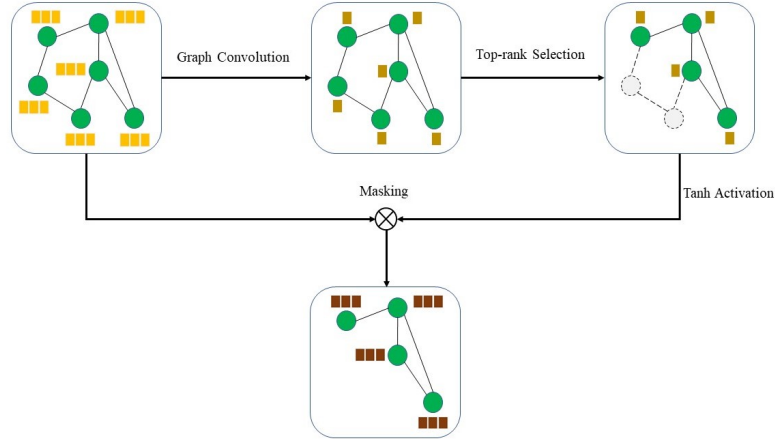 Graph Convolution
Top-rank Selection
Masking
Tanh Activation